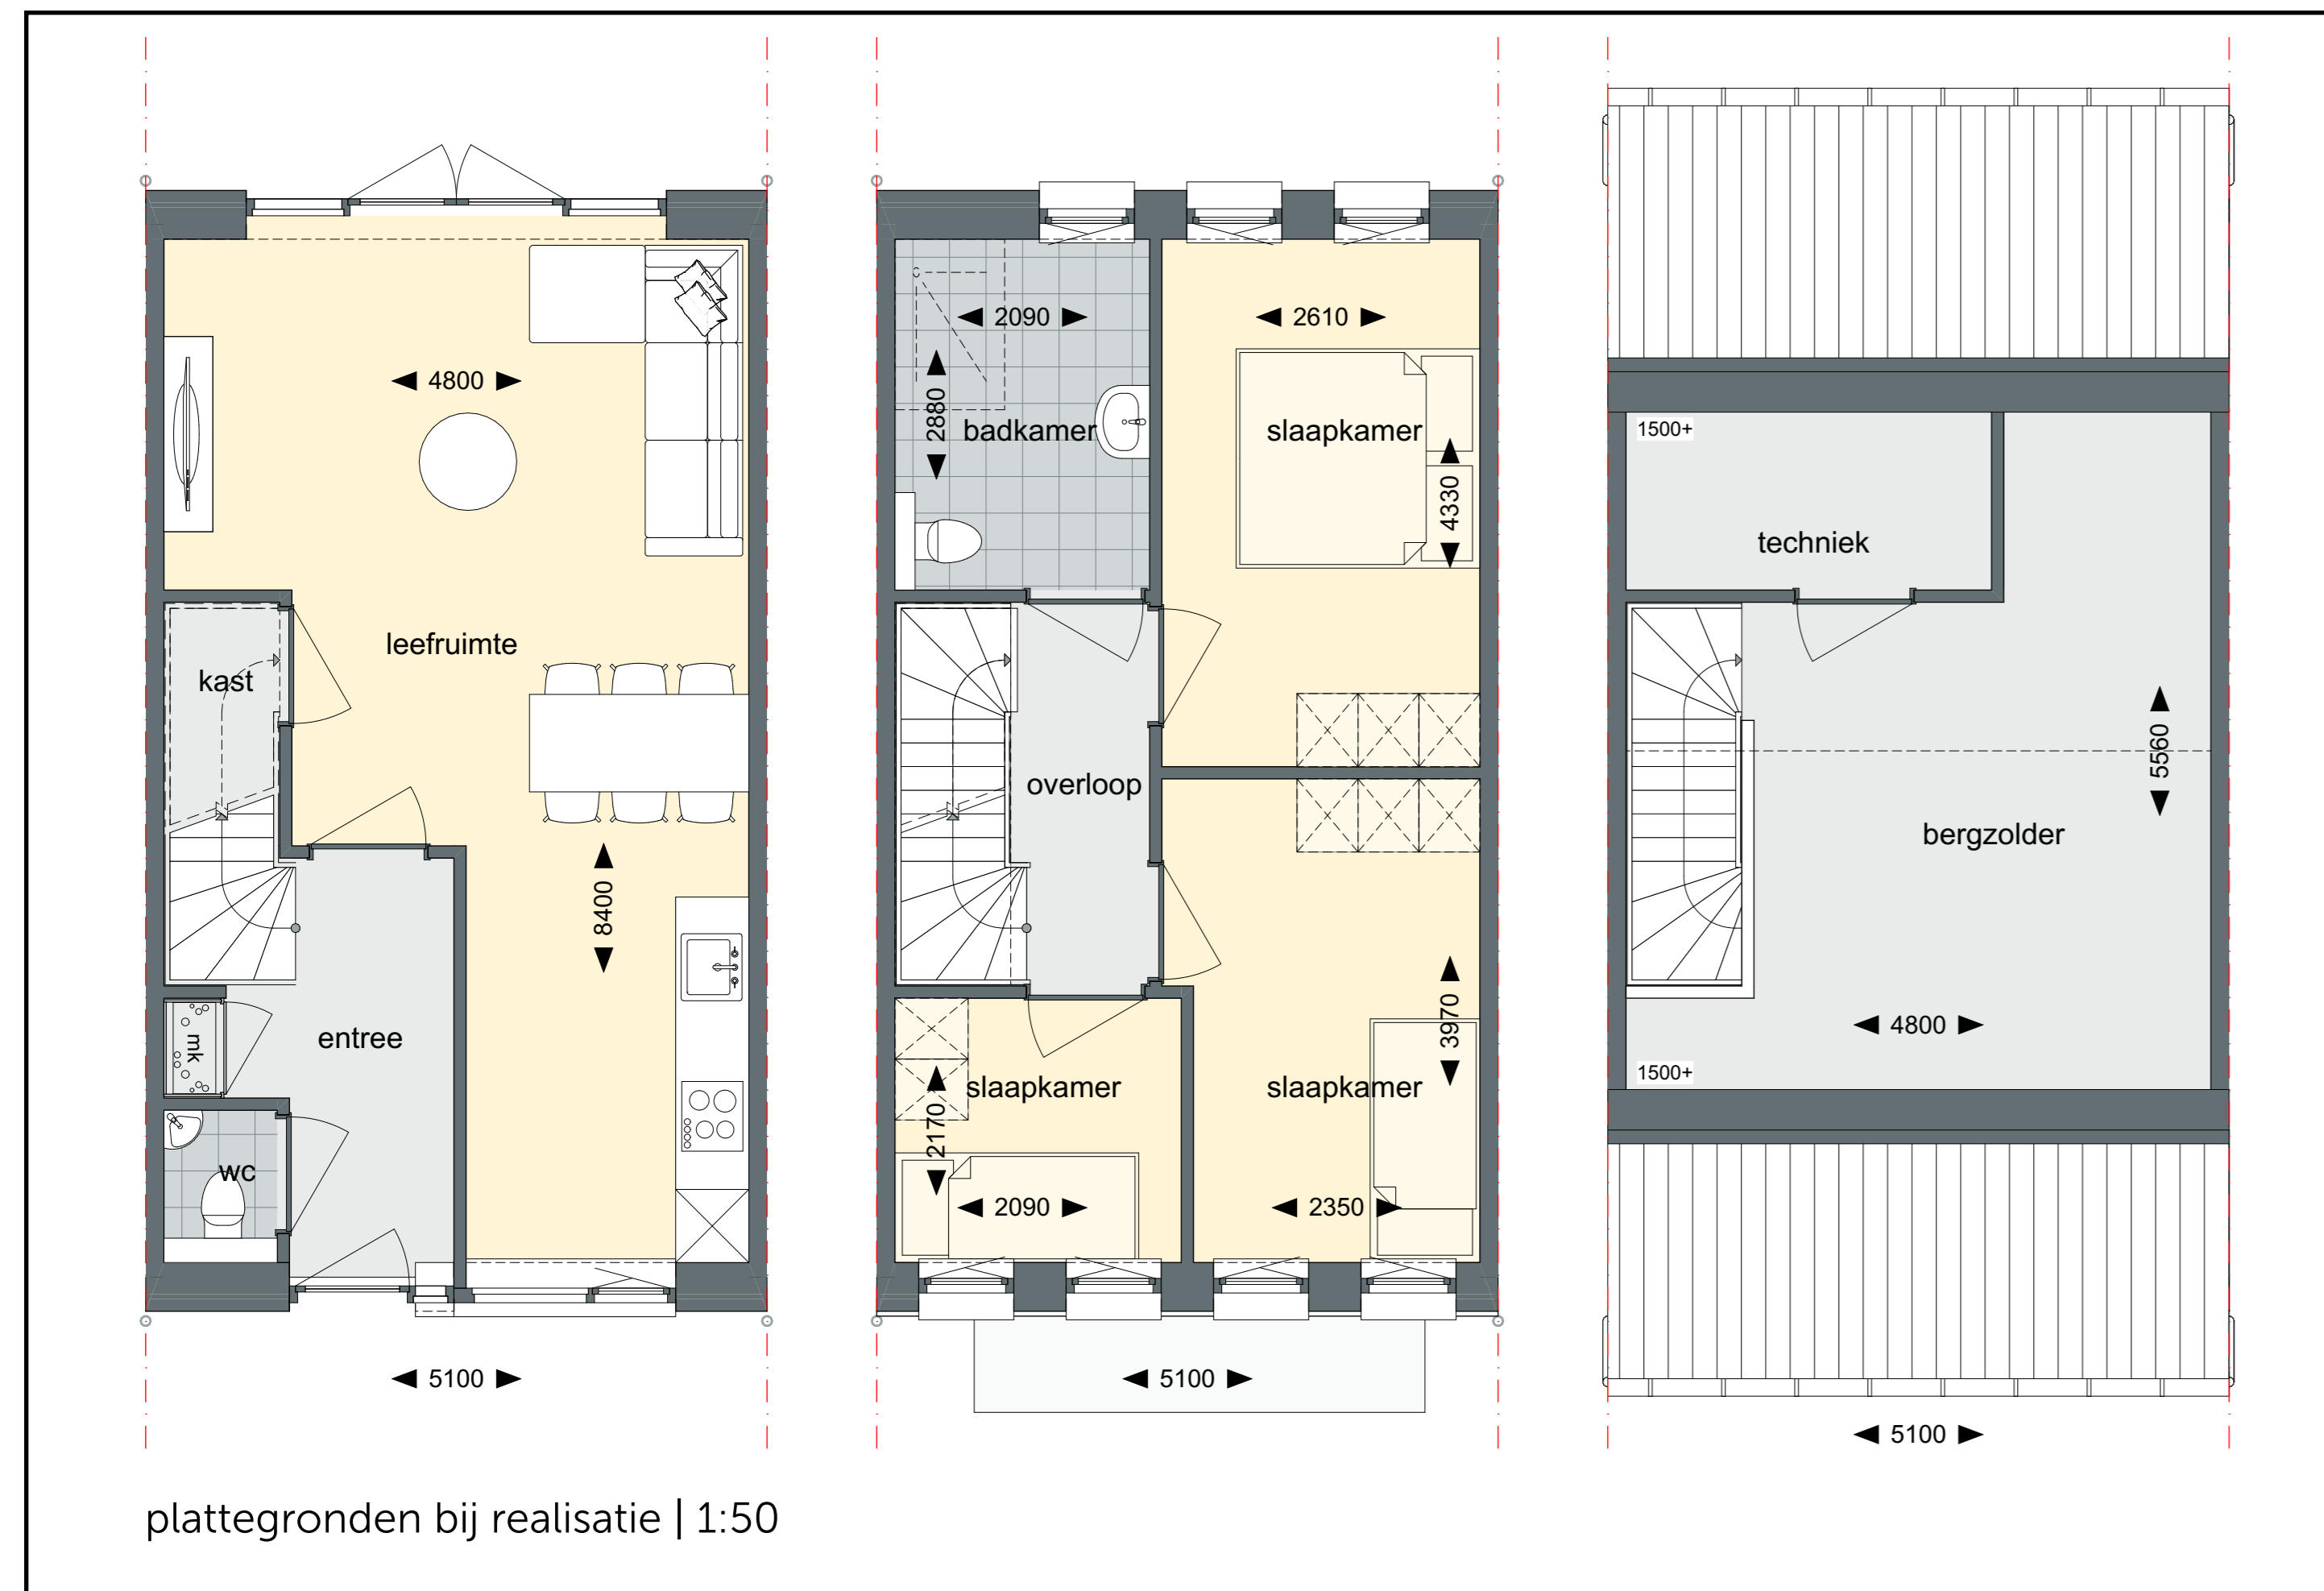 4800
leefruimte
kast
8400
entree
mk
wc
5100
2090
2610
2880
badkamer
slaapkamer
4330
overloop
3970
slaapkamer
slaapkamer
2170
2090
2350
5100
1500+
techniek
5560
bergzolder
4800
1500+
5100
plattegronden bij realisatie | 1:50